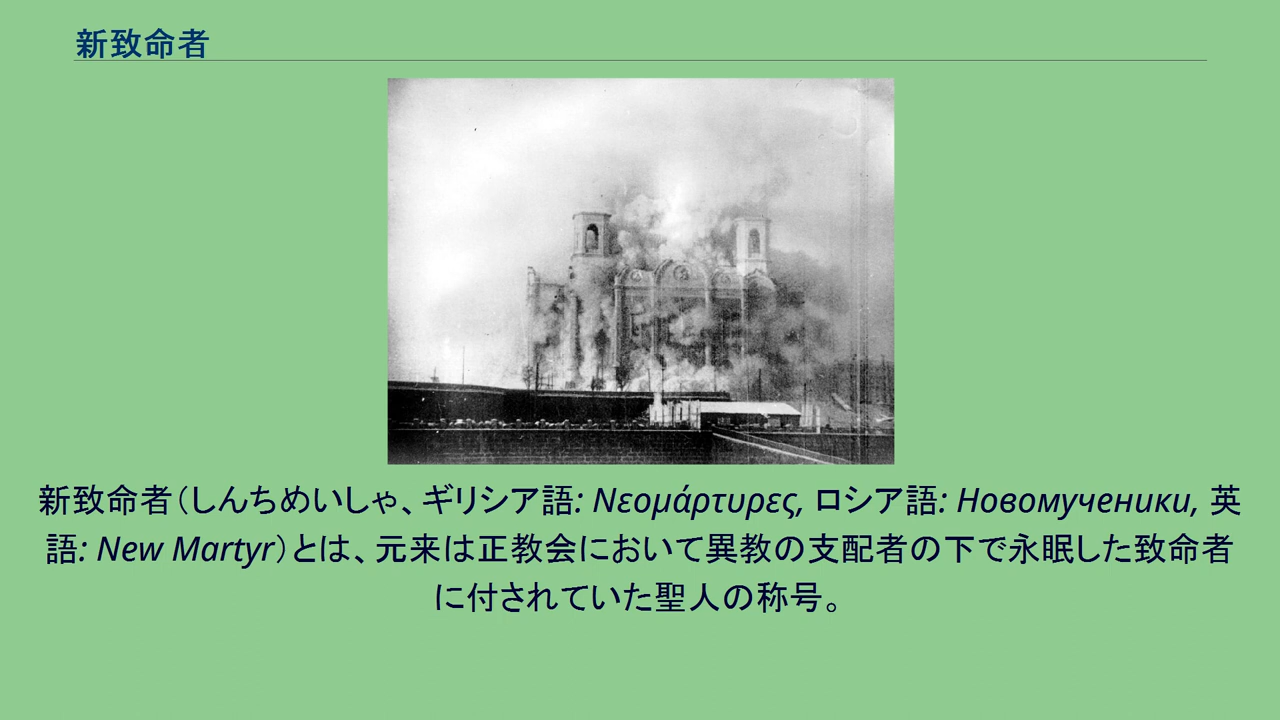 新致命者
新致命者（しんちめいしゃ、ギリシア語: Νεομάρτυρες, ロシア語: Новомученики, 英
語: New Martyr）とは、元来は正教会において異教の支配者の下で永眠した致命者
に付されていた聖人の称号。